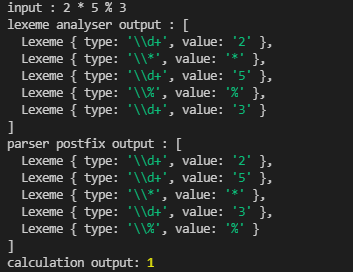 input : 2 * 5 % 3
lexeme analyser output : [
  Lexeme { type: '\\d+', value: '2' },
  Lexeme { type: '\\*', value: '*' },
  Lexeme { type: '\\d+', value: '5' },
  Lexeme { type: '\\%', value: '%' },
  Lexeme { type: '\\d+', value: '3' }
]
parser postfix output : [
  Lexeme { type: '\\d+', value: '2' },
  Lexeme { type: '\\d+', value: '5' },
  Lexeme { type: '\\*', value: '*' },
  Lexeme { type: '\\d+', value: '3' },
  Lexeme { type: '\\%', value: '%' }
]
calculation output: 1